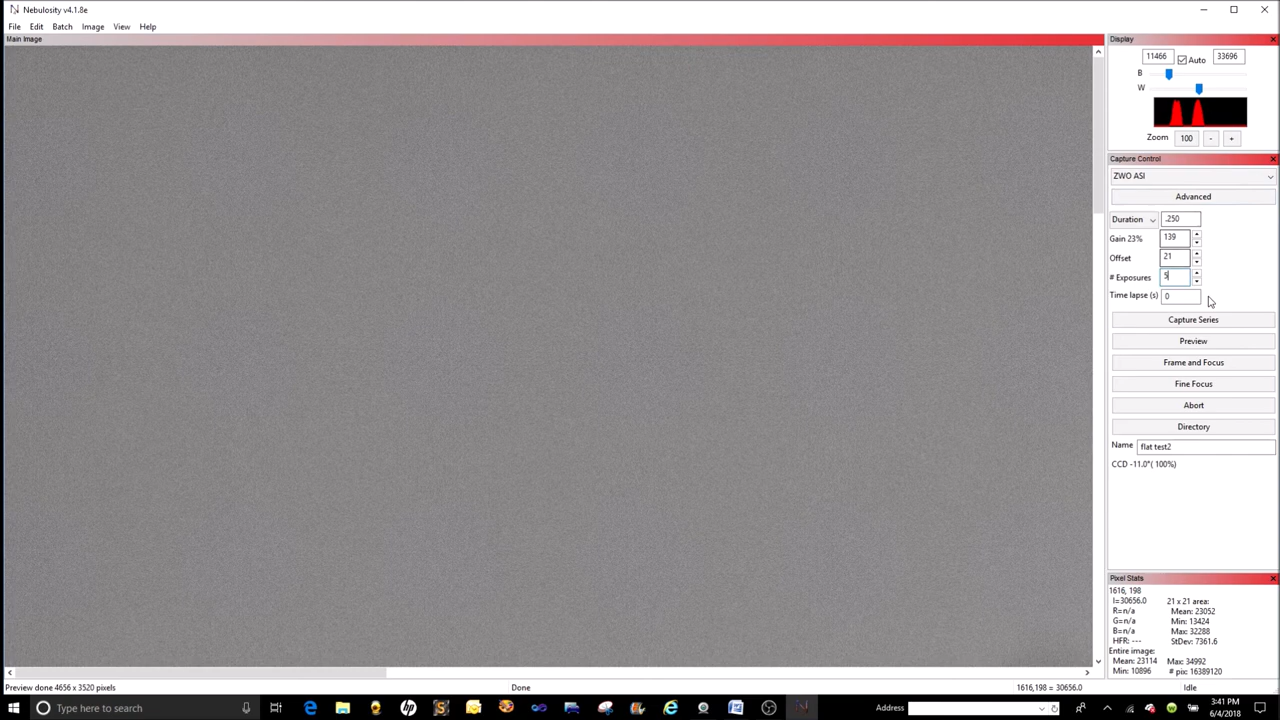 Nebulosity v4.1.8e
File Edit Batch Image View Help
Main Image
Display
11466 Auto 33696
B
W
Zoom 100 - +
Capture Control
ZWO ASI
Advanced
Duration .250
Gain 23% 139
Offset 21
# Exposures 5
Time lapse (s) 0
Capture Series
Preview
Frame and Focus
Fine Focus
Abort
Directory
Name flat test2
CCD -11.0°( 100%)
Pixel Stats
1616, 198
I=30656.0 21 x 21 area:
R=n/a Mean: 23052
G=n/a Min: 13424
B=n/a Max: 32288
HFR: --- StDev: 7361.6
Entire image:
Mean: 23114 Max: 34992
Min: 10896 # pix: 16389120
Preview done 4656 x 3520 pixels Done 1616,198 = 30656.0 Idle
Type here to search Address 3:41 PM
6/4/2018